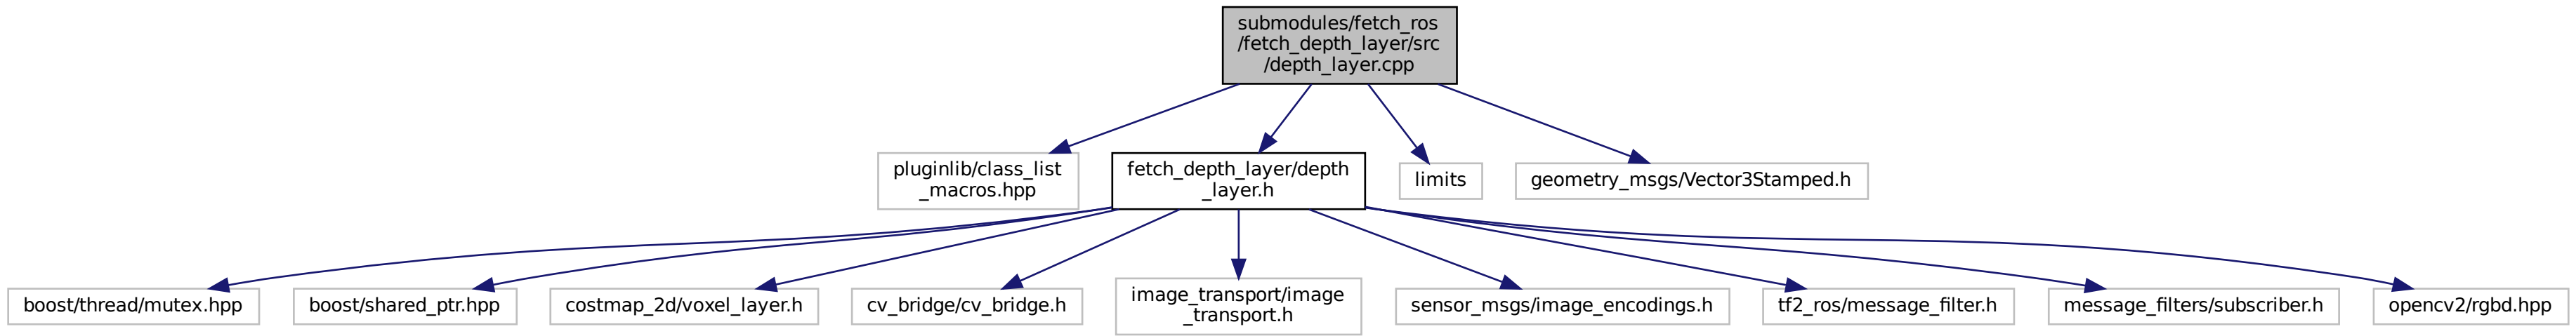 submodules/fetch_ros
/fetch_depth_layer/src
/depth_layer.cpp
pluginlib/class_list
_macros.hpp
fetch_depth_layer/depth
_layer.h
limits
geometry_msgs/Vector3Stamped.h
boost/thread/mutex.hpp
boost/shared_ptr.hpp
costmap_2d/voxel_layer.h
cv_bridge/cv_bridge.h
image_transport/image
_transport.h
sensor_msgs/image_encodings.h
tf2_ros/message_filter.h
message_filters/subscriber.h
opencv2/rgbd.hpp